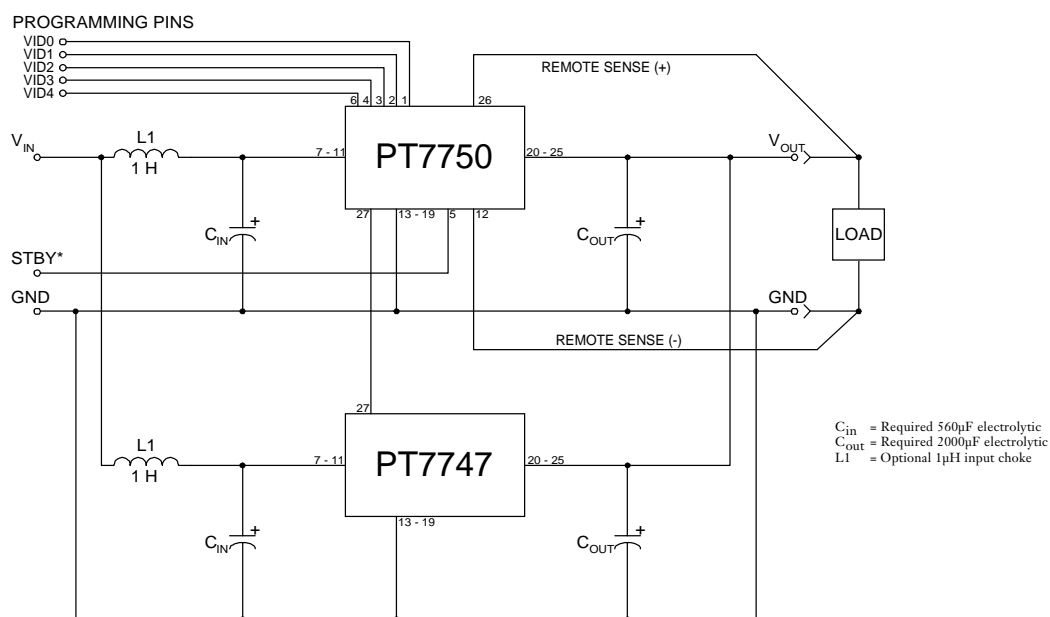 PROGRAMMING PINS
VID0
VID1
VID2
VID3
VID4
6 4 3 2 1
26
REMOTE SENSE (+)
V_IN
L1
1 H
7 - 11
PT7750
20 - 25
V_OUT
27
13 - 19
5
12
C_IN
+
C_OUT
+
LOAD
STBY*
GND
GND
REMOTE SENSE (-)
27
L1
1 H
7 - 11
PT7747
20 - 25
13 - 19
C_IN
+
C_OUT
+
C_in = Required 560µF electrolytic
C_out = Required 2000µF electrolytic
L1 = Optional 1µH input choke